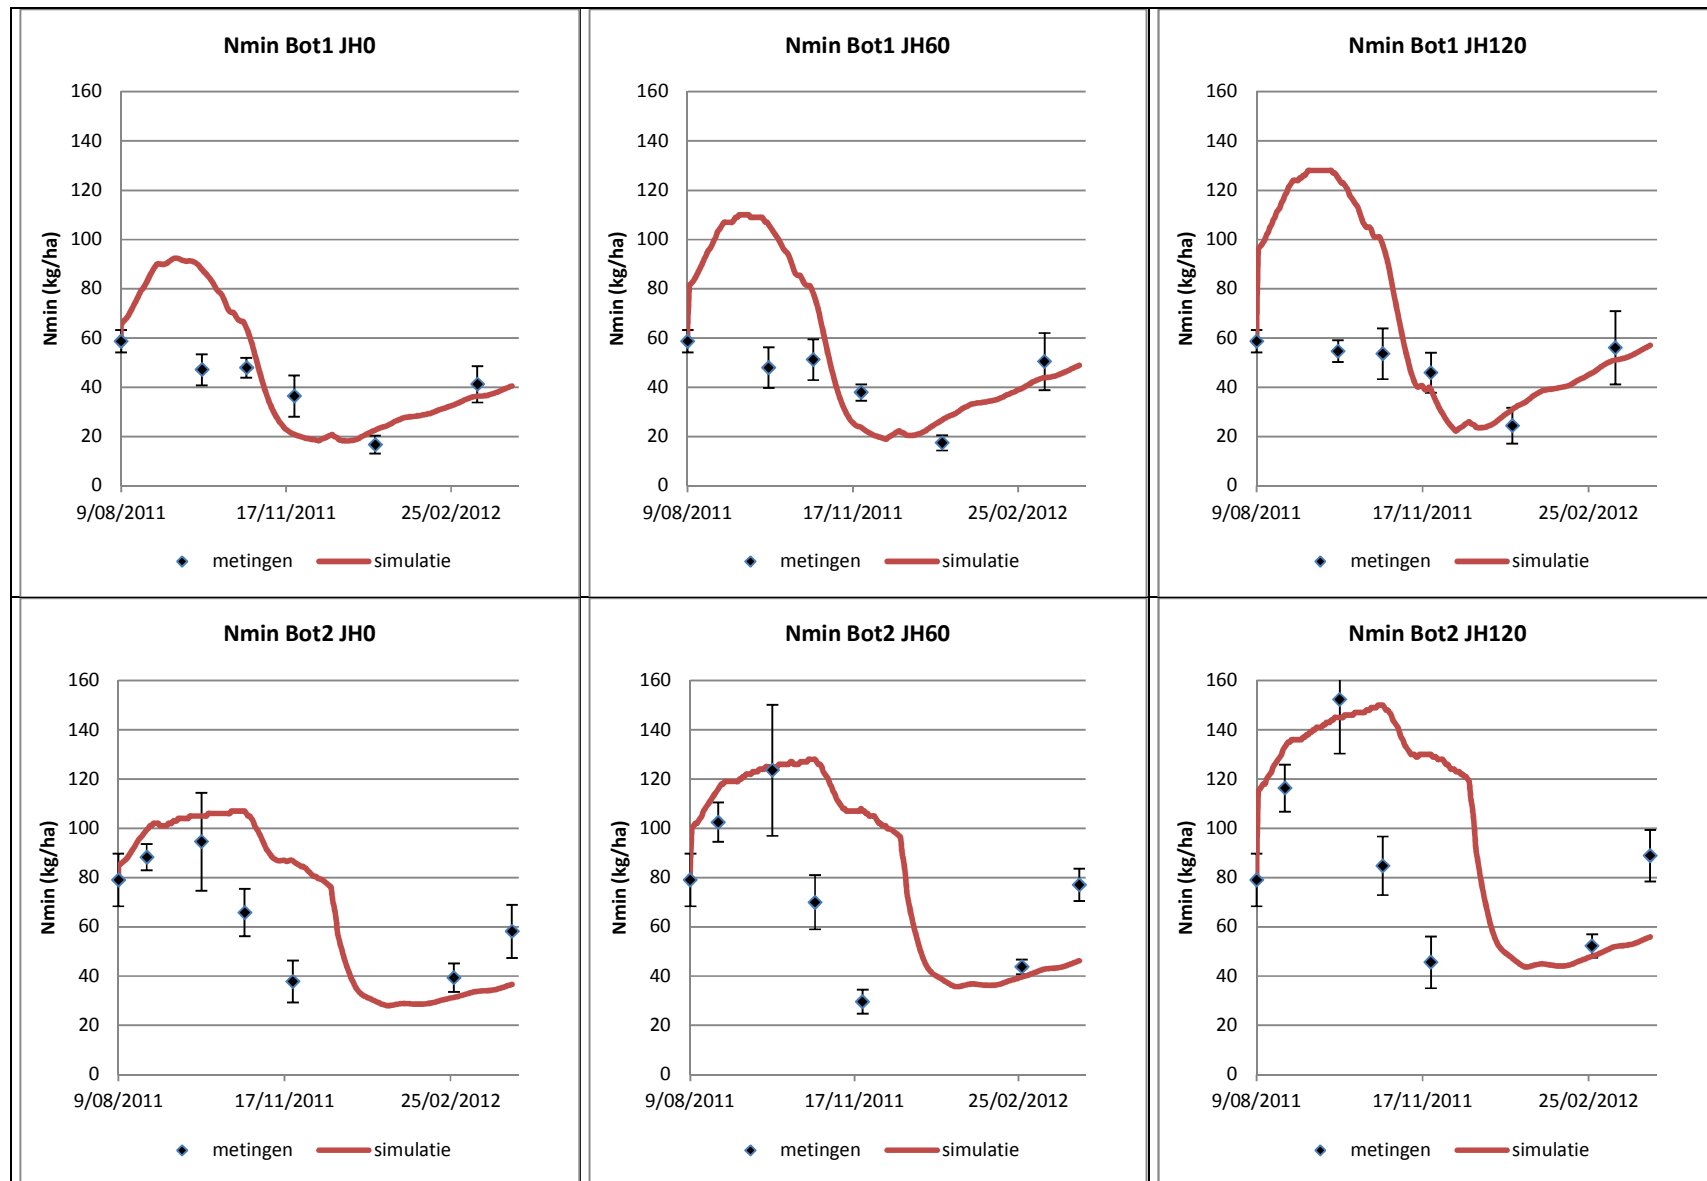 Nmin Bot1 JH0
160
140
120
100
80
60
40
20
0
Nmin (kg/ha)
9/08/2011 17/11/2011 25/02/2012
metingen simulatie
Nmin Bot1 JH60
160
140
120
100
80
60
40
20
0
Nmin (kg/ha)
9/08/2011 17/11/2011 25/02/2012
metingen simulatie
Nmin Bot1 JH120
160
140
120
100
80
60
40
20
0
Nmin (kg/ha)
9/08/2011 17/11/2011 25/02/2012
metingen simulatie
Nmin Bot2 JH0
160
140
120
100
80
60
40
20
0
Nmin (kg/ha)
9/08/2011 17/11/2011 25/02/2012
metingen simulatie
Nmin Bot2 JH60
160
140
120
100
80
60
40
20
0
Nmin (kg/ha)
9/08/2011 17/11/2011 25/02/2012
metingen simulatie
Nmin Bot2 JH120
160
140
120
100
80
60
40
20
0
Nmin (kg/ha)
9/08/2011 17/11/2011 25/02/2012
metingen simulatie